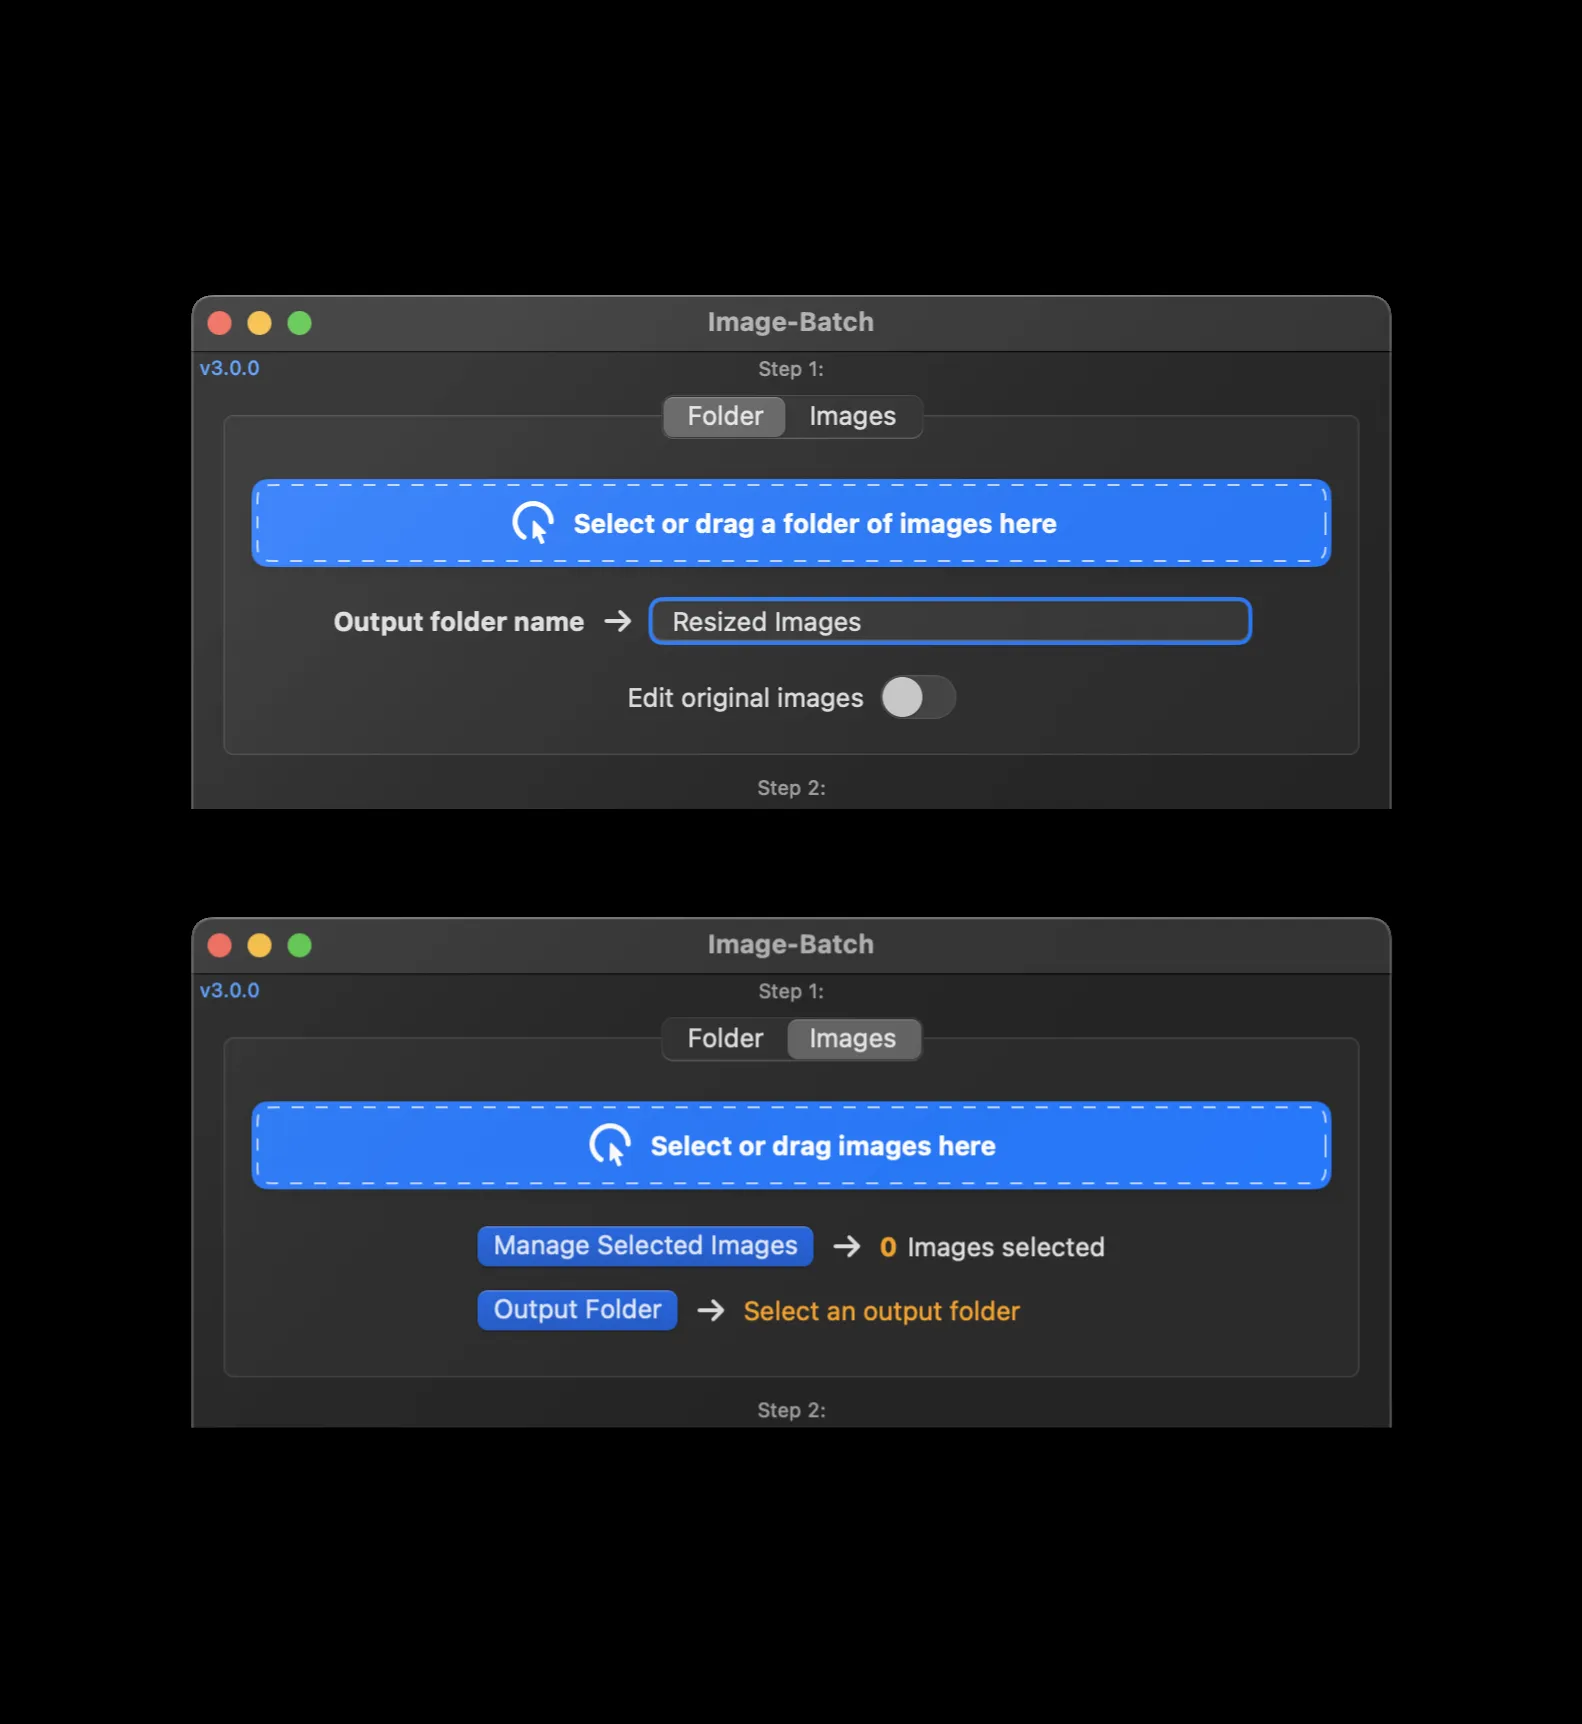 Image-Batch
v3.0.0
Step 1:
Folder Images
Select or drag a folder of images here
Output folder name → Resized Images
Edit original images
Step 2:
Image-Batch
v3.0.0
Step 1:
Folder Images
Select or drag images here
Manage Selected Images → 0 Images selected
Output Folder → Select an output folder
Step 2: